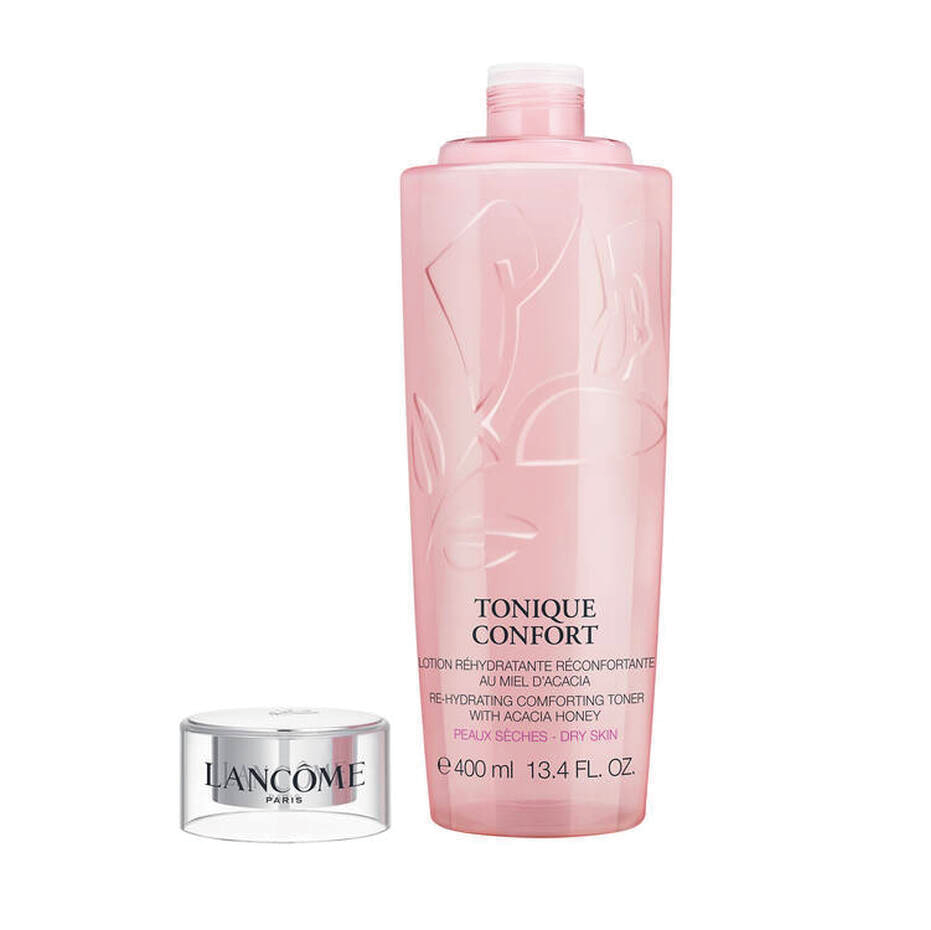 TONIQUE
CONFORT
LOTION RÉHYDRATANTE RÉCONFORTANTE
AU MIEL D'ACACIA
RE-HYDRATING COMFORTING TONER
WITH ACACIA HONEY
PEAUX SÈCHES - DRY SKIN
℮ 400 ml 13.4 FL. OZ.
LANCÔME
PARIS